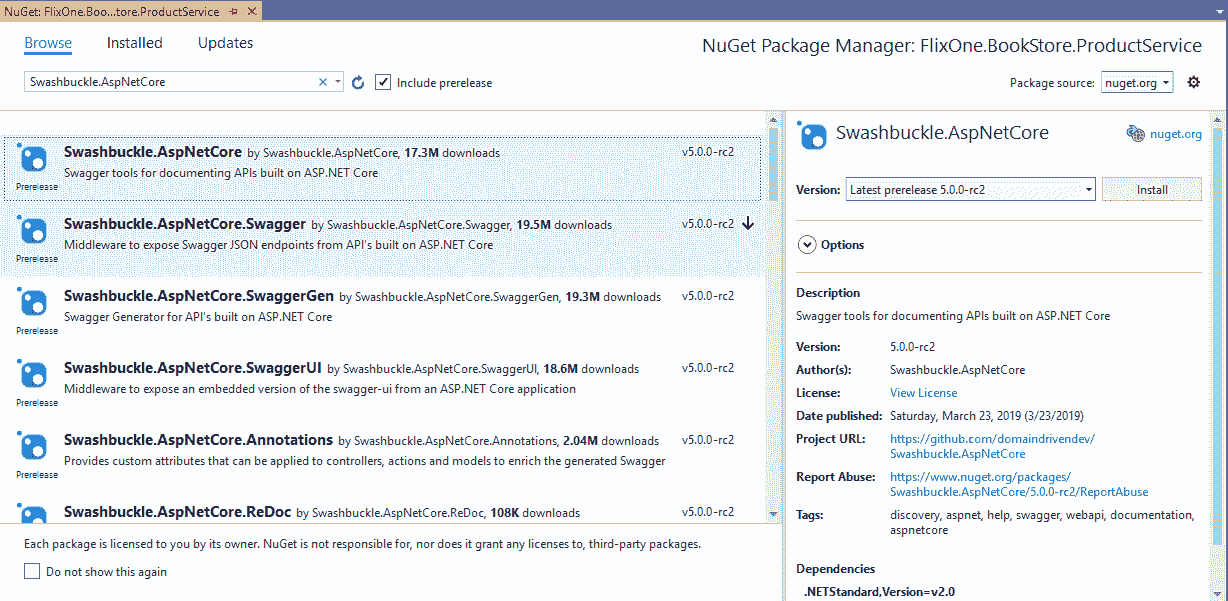 NuGet: FlixOne.Boo...tore.ProductService
Browse Installed Updates
NuGet Package Manager: FlixOne.BookStore.ProductService
Swashbuckle.AspNetCore
Include prerelease
Package source: nuget.org
Swashbuckle.AspNetCore by Swashbuckle.AspNetCore, 17.3M downloads v5.0.0-rc2
Swagger tools for documenting APIs built on ASP.NET Core
Prerelease
Swashbuckle.AspNetCore.Swagger by Swashbuckle.AspNetCore.Swagger, 19.5M downloads v5.0.0-rc2
Middleware to expose Swagger JSON endpoints from API's built on ASP.NET Core
Prerelease
Swashbuckle.AspNetCore.SwaggerGen by Swashbuckle.AspNetCore.SwaggerGen, 19.3M downloads v5.0.0-rc2
Swagger Generator for API's built on ASP.NET Core
Prerelease
Swashbuckle.AspNetCore.SwaggerUI by Swashbuckle.AspNetCore.SwaggerUI, 18.6M downloads v5.0.0-rc2
Middleware to expose an embedded version of the swagger-ui from an ASP.NET Core application
Prerelease
Swashbuckle.AspNetCore.Annotations by Swashbuckle.AspNetCore.Annotations, 2.04M downloads v5.0.0-rc2
Provides custom attributes that can be applied to controllers, actions and models to enrich the generated Swagger
Prerelease
Swashbuckle.AspNetCore.ReDoc by Swashbuckle.AspNetCore.ReDoc, 108K downloads v5.0.0-rc2
Each package is licensed to you by its owner. NuGet is not responsible for, nor does it grant any licenses to, third-party packages.
Do not show this again
Swashbuckle.AspNetCore
nuget.org
Version: Latest prerelease 5.0.0-rc2 Install
Options
Description
Swagger tools for documenting APIs built on ASP.NET Core
Version: 5.0.0-rc2
Author(s): Swashbuckle.AspNetCore
License: View License
Date published: Saturday, March 23, 2019 (3/23/2019)
Project URL: https://github.com/domaindrivendev/
Swashbuckle.AspNetCore
Report Abuse: https://www.nuget.org/packages/
Swashbuckle.AspNetCore/5.0.0-rc2/ReportAbuse
Tags: discovery, aspnet, help, swagger, webapi, documentation,
aspnetcore
Dependencies
.NETStandard,Version=v2.0